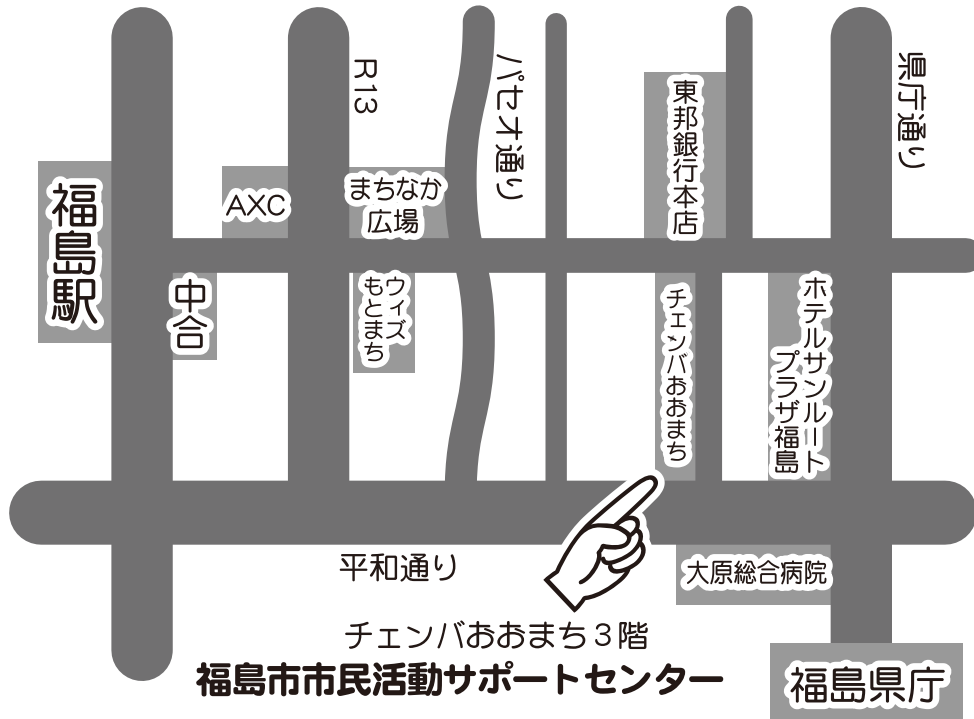 R13
パセオ通り
県庁通り
東邦銀行本店
福島駅
AXC
まちなか
広場
中合
ウィズ
もとまち
チェンバおおまち
ホテルサンルート
プラザ福島
平和通り
大原総合病院
チェンバおおまち3階
福島市市民活動サポートセンター
福島県庁